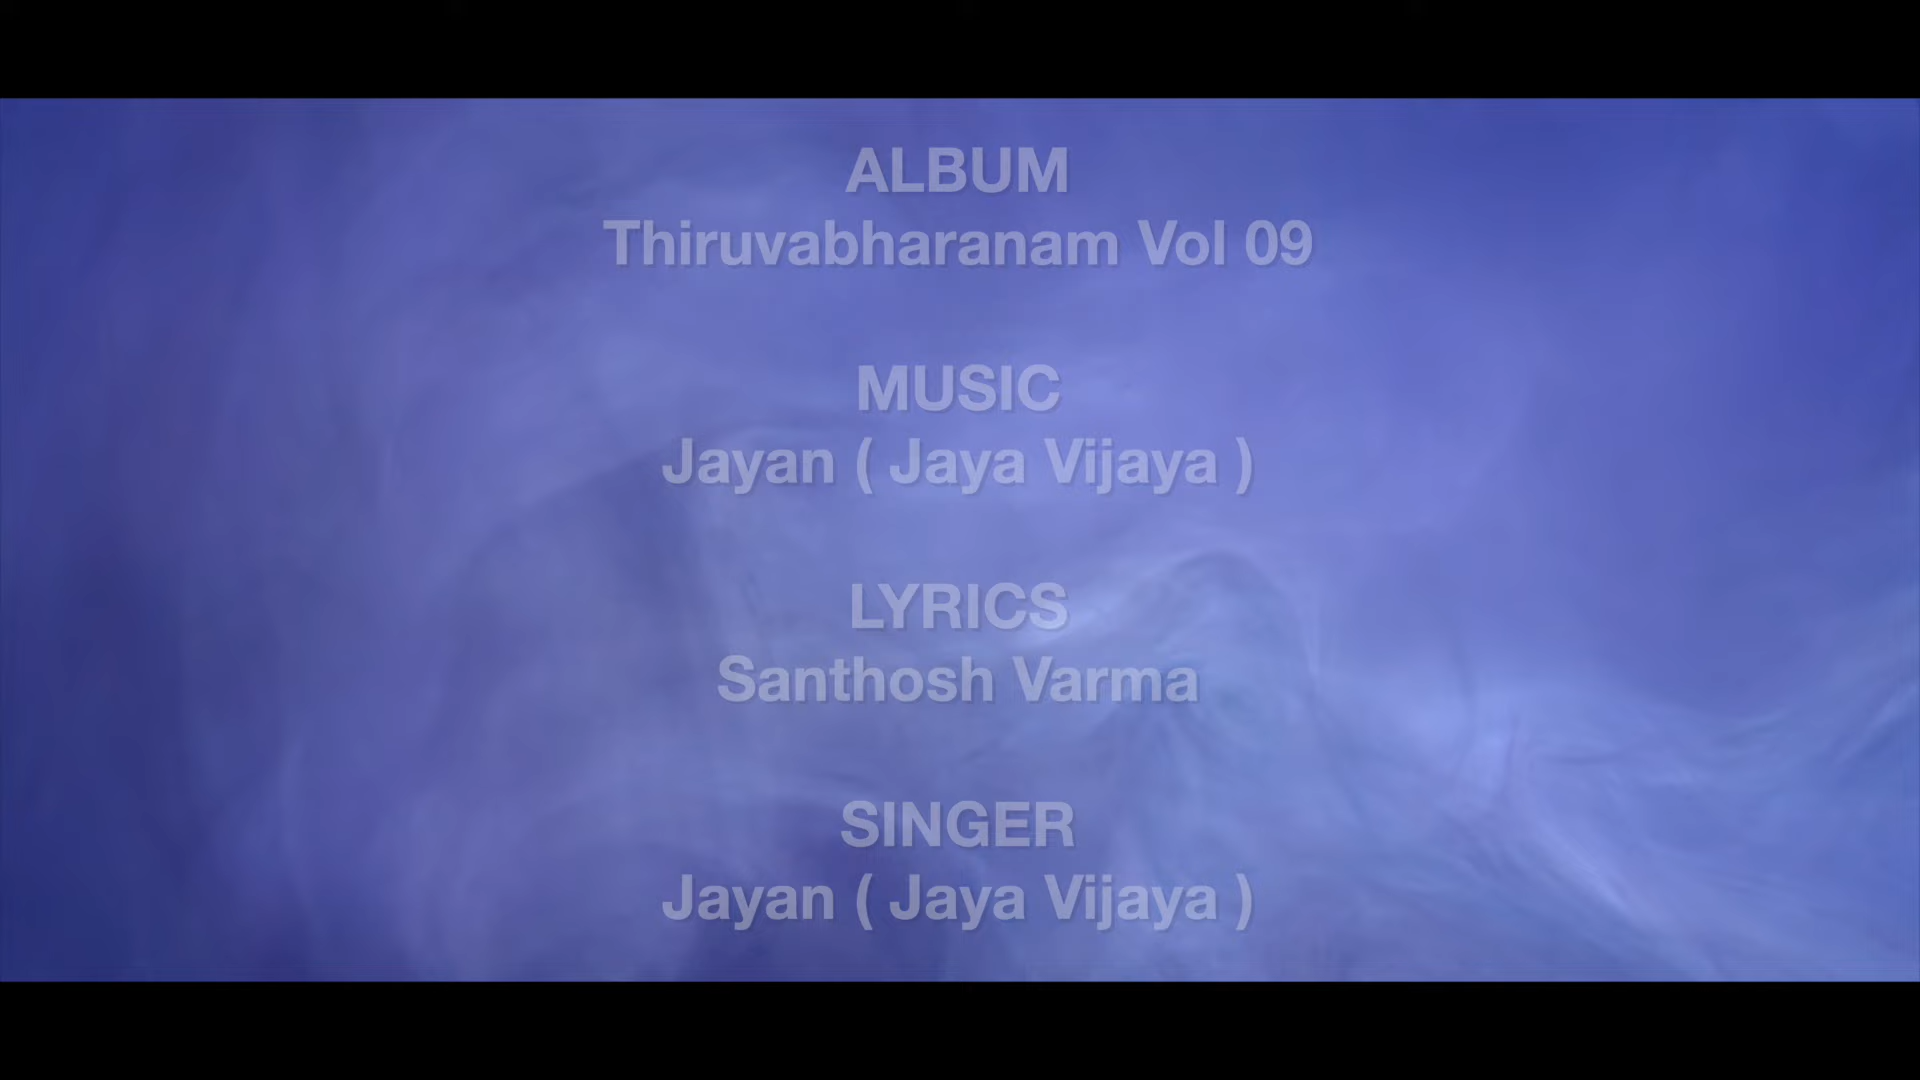 ALBUM
Thiruvabharanam Vol 09
MUSIC
Jayan ( Jaya Vijaya )
LYRICS
Santhosh Varma
SINGER
Jayan ( Jaya Vijaya )